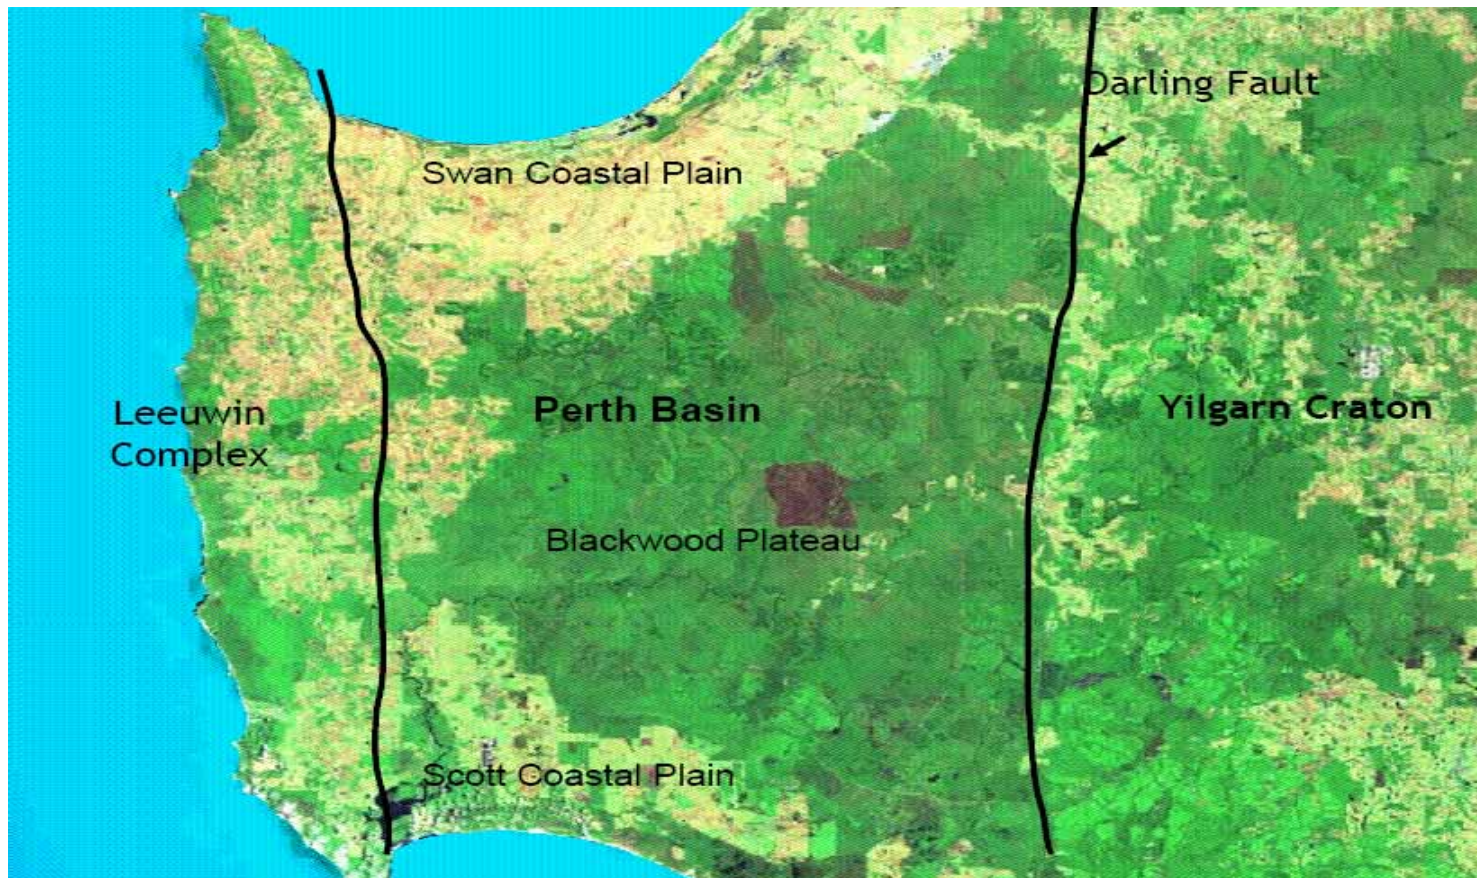 Darling Fault
Swan Coastal Plain
Leeuwin
Complex
Perth Basin
Yilgarn Craton
Blackwood Plateau
Scott Coastal Plain